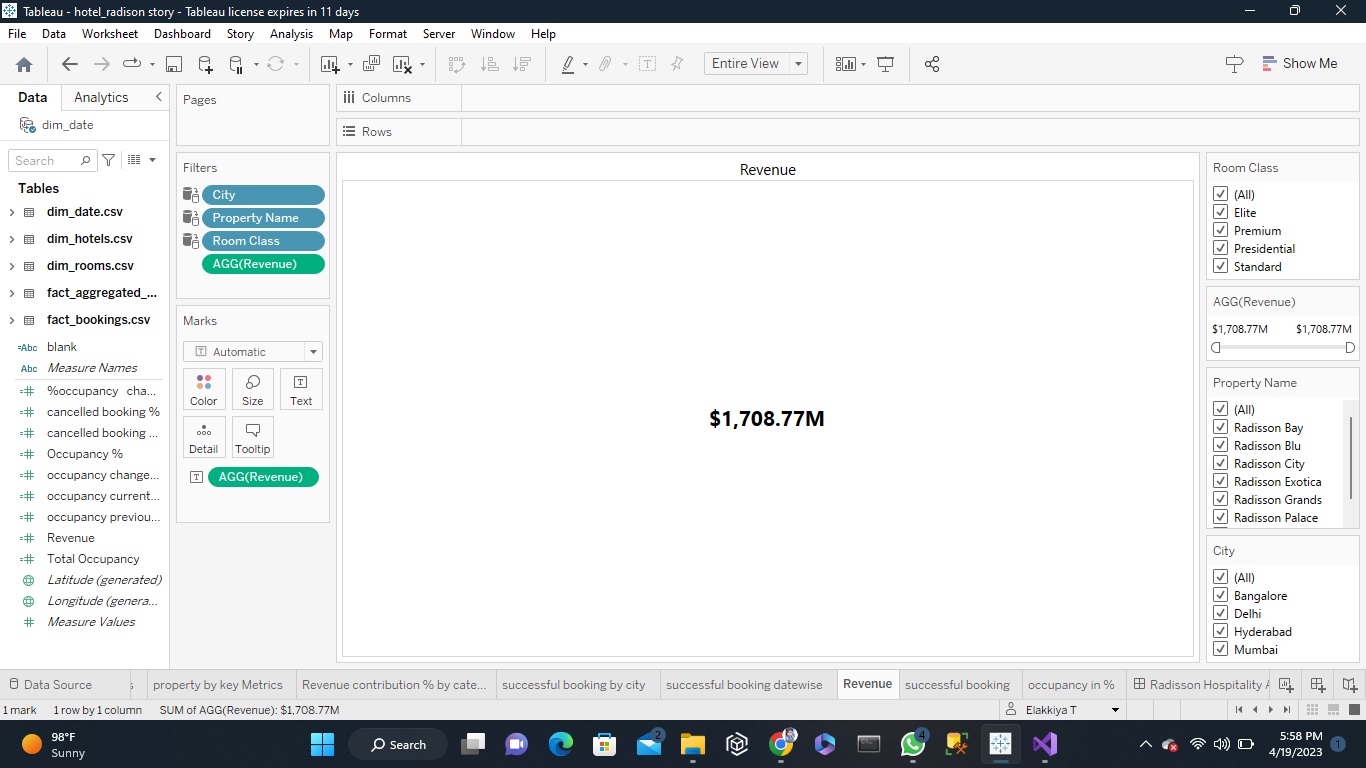 Tableau - hotel_radison story - Tableau license expires in 11 days
File Data Worksheet Dashboard Story Analysis Map Format Server Window Help
Entire View
Show Me
Data Analytics
dim_date
Search
Tables
dim_date.csv
dim_hotels.csv
dim_rooms.csv
fact_aggregated_...
fact_bookings.csv
=Abc blank
Abc Measure Names
%occupancy cha...
cancelled booking %
cancelled booking ...
Occupancy %
occupancy change...
occupancy current...
occupancy previou...
Revenue
Total Occupancy
Latitude (generated)
Longitude (genera...
Measure Values
Pages
Filters
City
Property Name
Room Class
AGG(Revenue)
Marks
Automatic
Color Size Text
Detail Tooltip
AGG(Revenue)
Columns
Rows
Revenue
$1,708.77M
Room Class
(All)
Elite
Premium
Presidential
Standard
AGG(Revenue)
$1,708.77M $1,708.77M
Property Name
(All)
Radisson Bay
Radisson Blu
Radisson City
Radisson Exotica
Radisson Grands
Radisson Palace
City
(All)
Bangalore
Delhi
Hyderabad
Mumbai
Data Source property by key Metrics Revenue contribution % by cate... successful booking by city successful booking datewise Revenue successful booking occupancy in % Radisson Hospitality
1 mark 1 row by 1 column SUM of AGG(Revenue): $1,708.77M Elakkiya T
98°F
Sunny
Search
2
4
5:58 PM
4/19/2023
1